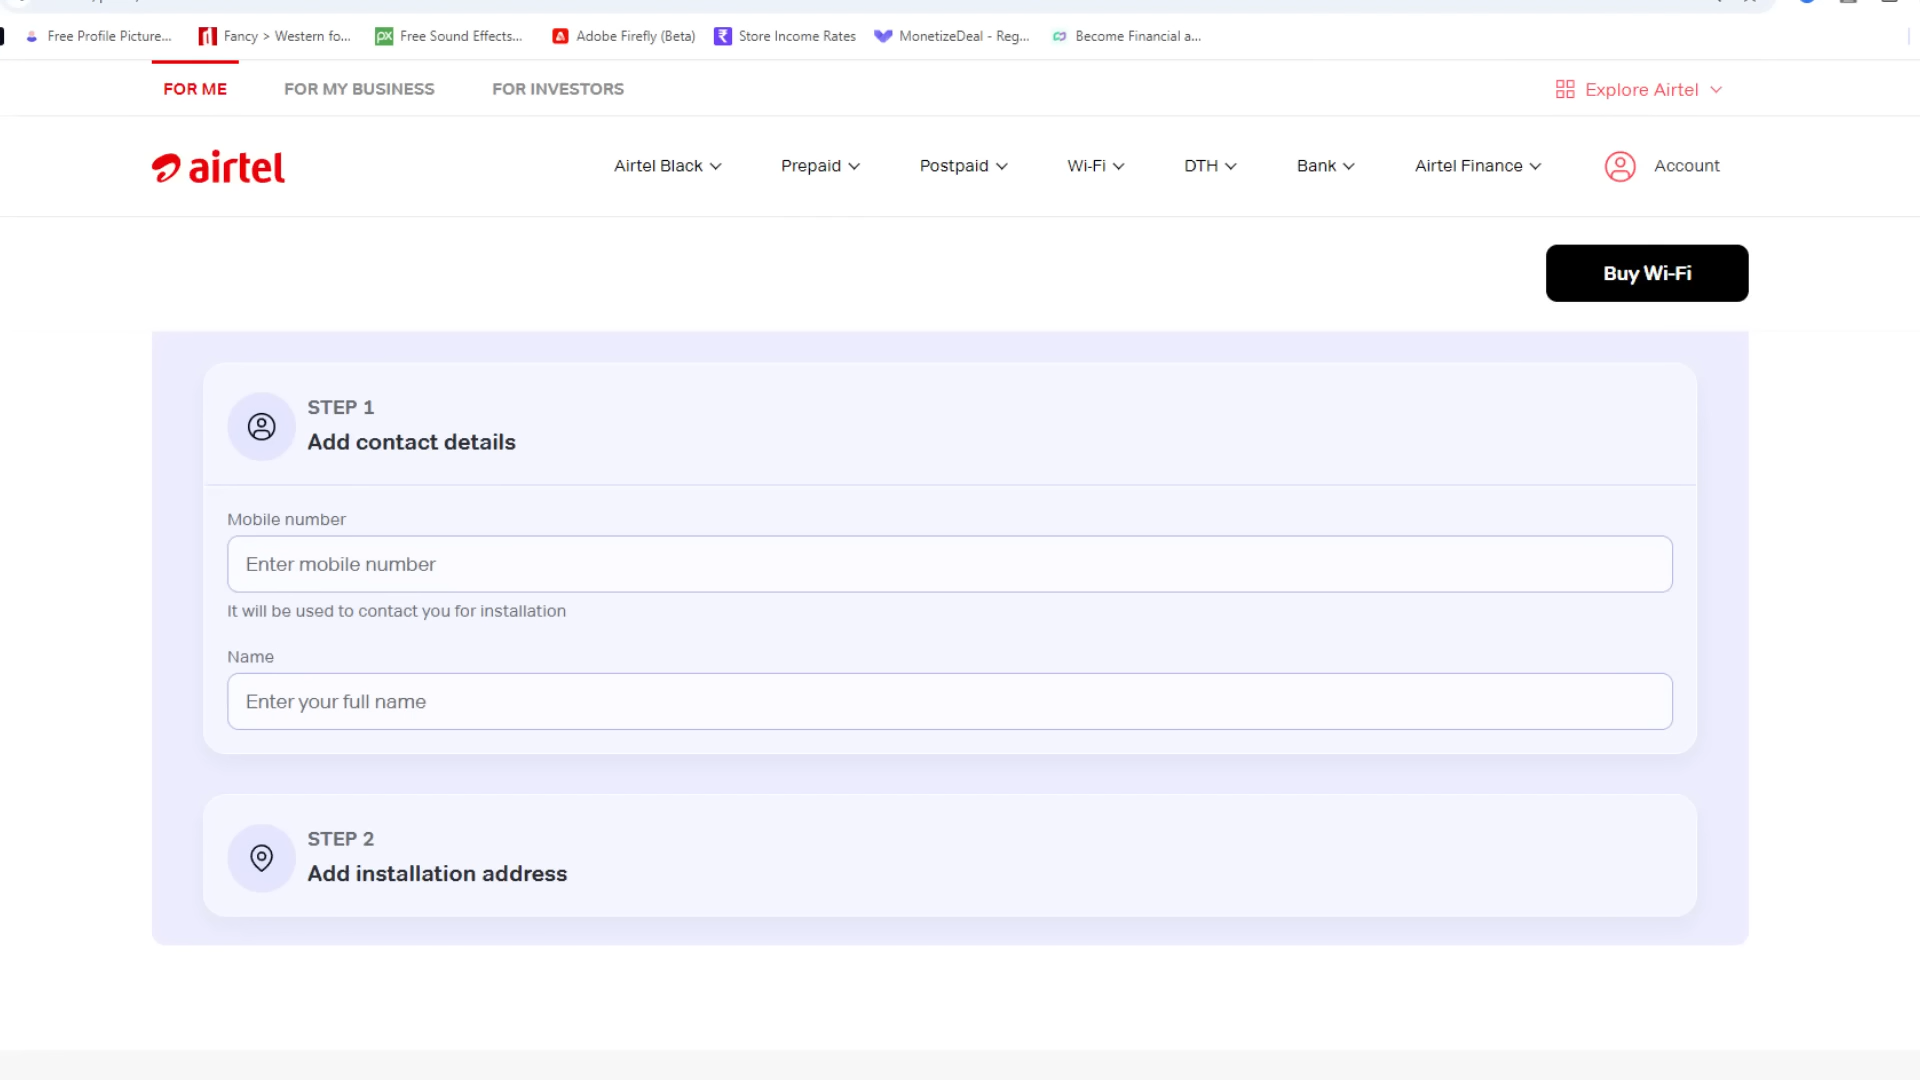 Free Profile Picture...
Fancy > Western fo...
Free Sound Effects...
Adobe Firefly (Beta)
Store Income Rates
MonetizeDeal - Reg...
Become Financial a...
FOR ME
FOR MY BUSINESS
FOR INVESTORS
Explore Airtel
airtel
Airtel Black
Prepaid
Postpaid
Wi-Fi
DTH
Bank
Airtel Finance
Account
Buy Wi-Fi
STEP 1
Add contact details
Mobile number
Enter mobile number
It will be used to contact you for installation
Name
Enter your full name
STEP 2
Add installation address